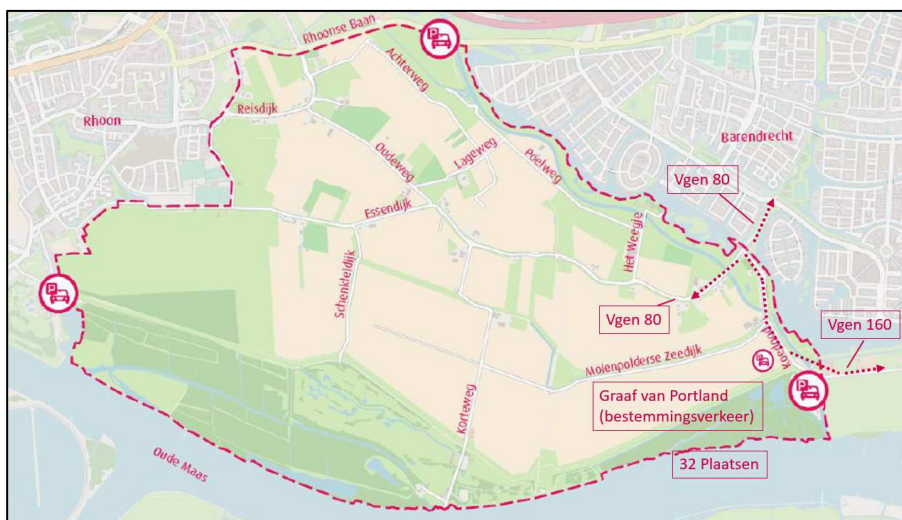 Rhoonse Baan
Achterweg
Reisdijk
Rhoon
Oudeweg
Lageweg
Poelweg
Barendrecht
Vgen 80
Essendijk
Het Weegje
Schenkeldijk
Vgen 80
Vgen 160
Koedood
Molenpolderse Zeedijk
Korteweg
Graaf van Portland
(bestemmingsverkeer)
32 Plaatsen
Oude Maas
P
P
P
P